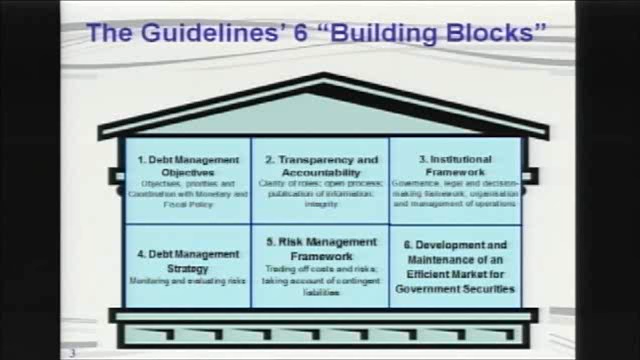 The Guidelines' 6 "Building Blocks"
1. Debt Management
Objectives
Objectives, priorities and
Coordination with Monetary and
Fiscal Policy
2. Transparency and
Accountability
Clarity of roles; open process;
publication of information;
integrity
3. Institutional
Framework
Governance, legal and decision-
making framework, organisation
and management of operations
4. Debt Management
Strategy
Monitoring and evaluating risks
5. Risk Management
Framework
Trading off costs and risks;
taking account of contingent
liabilities
6. Development and
Maintenance of an
Efficient Market for
Government Securities
3